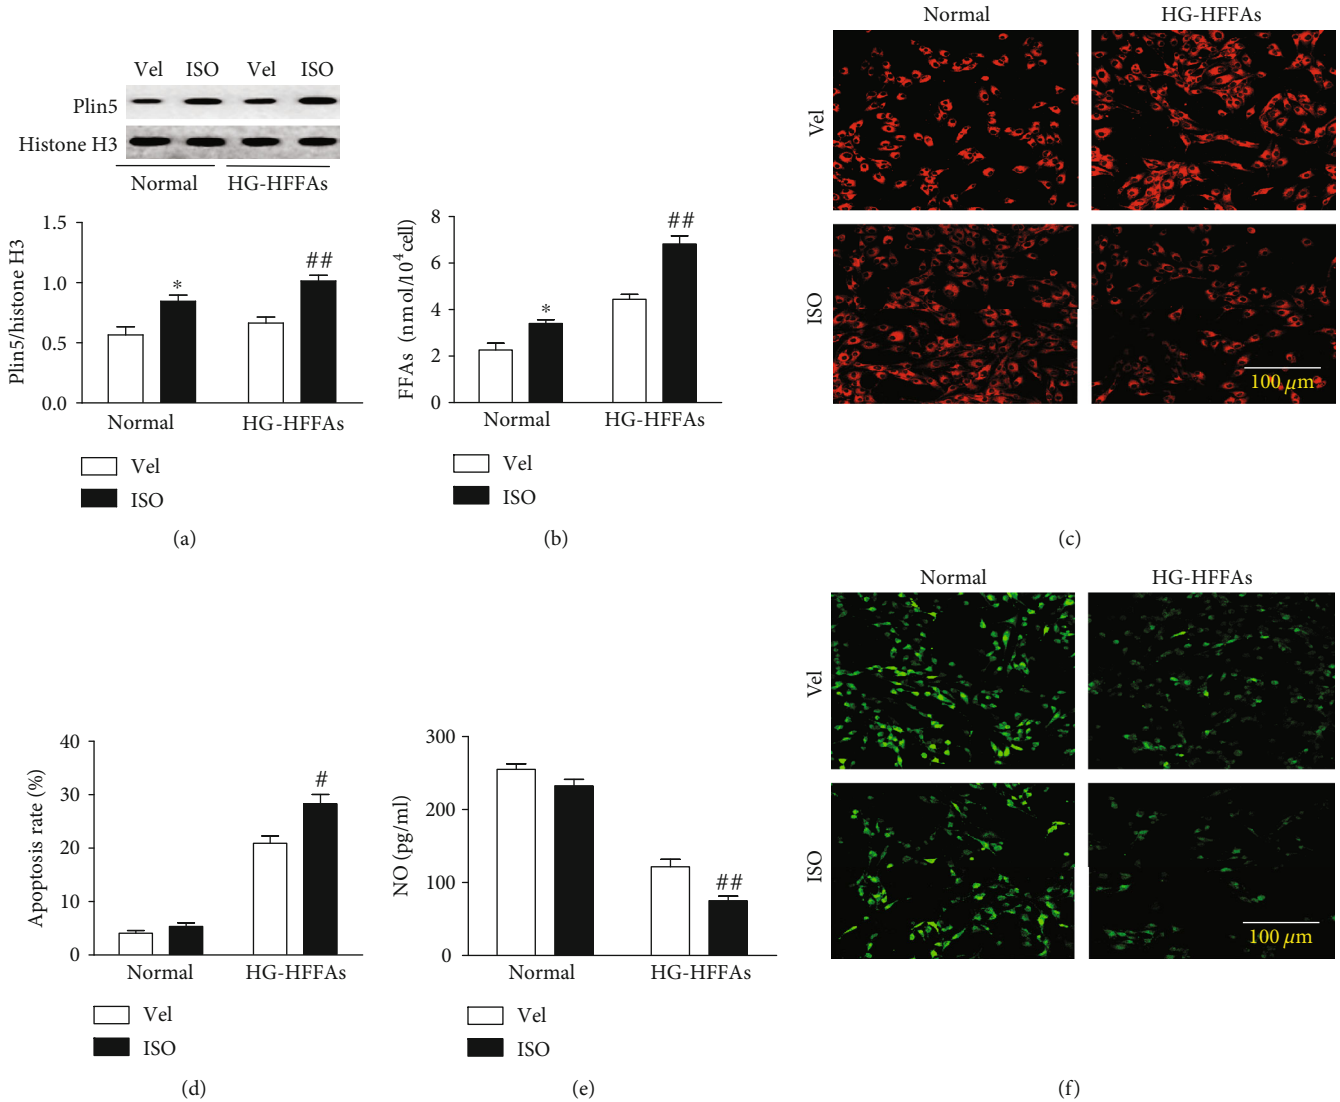 Vel ISO Vel ISO
Plin5
Histone H3
Normal HG-HFFAs
Plin5/histone H3
1.5
1.0
0.5
0.0
*
##
Normal HG-HFFAs
Vel
ISO
(a)
FFAs (nmol/10⁴ cell)
8
6
4
2
0
*
##
Normal HG-HFFAs
Vel
ISO
(b)
Normal HG-HFFAs
Vel
ISO
100 μm
(c)
Apoptosis rate (%)
40
30
20
10
0
#
Normal HG-HFFAs
Vel
ISO
(d)
NO (pg/ml)
300
200
100
0
##
Normal HG-HFFAs
Vel
ISO
(e)
Normal HG-HFFAs
Vel
ISO
100 μm
(f)